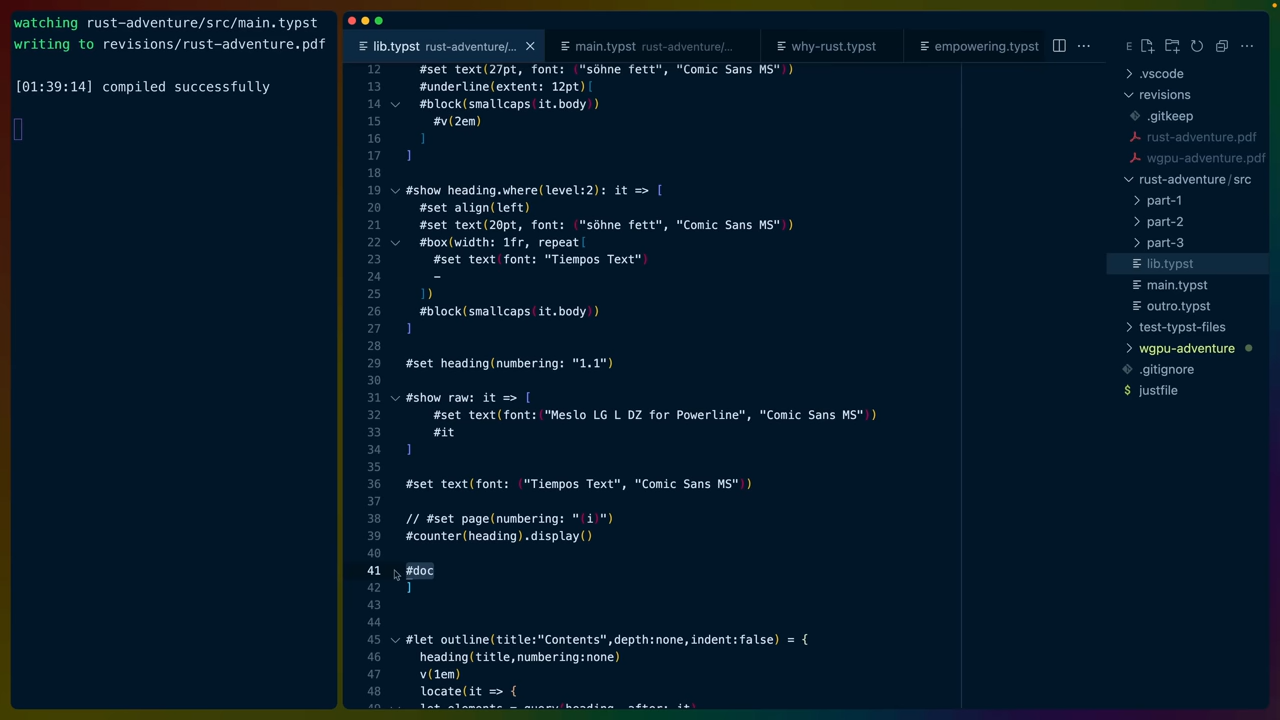 watching rust-adventure/src/main.typst
writing to revisions/rust-adventure.pdf
[01:39:14] compiled successfully
lib.typst rust-adventure/...
main.typst rust-adventure/...
why-rust.typst
empowering.typst
12 #set text(27pt, font: ("söhne fett", "Comic Sans MS"))
13 #underline(extent: 12pt)[
14 #block(smallcaps(it.body))
15 #v(2em)
16 ]
17 ]
18
19 #show heading.where(level:2): it => [
20 #set align(left)
21 #set text(20pt, font: ("söhne fett", "Comic Sans MS"))
22 #box(width: 1fr, repeat[
23 #set text(font: "Tiempos Text")
24 −
25 ])
26 #block(smallcaps(it.body))
27 ]
28
29 #set heading(numbering: "1.1")
30
31 #show raw: it => [
32 #set text(font:("Meslo LG L DZ for Powerline", "Comic Sans MS"))
33 #it
34 ]
35
36 #set text(font: ("Tiempos Text", "Comic Sans MS"))
37
38 // #set page(numbering: "(i)")
39 #counter(heading).display()
40
41 #doc
42 ]
43
44
45 #let outline(title:"Contents",depth:none,indent:false) = {
46 heading(title,numbering:none)
47 v(1em)
48 locate(it => {
49 let elements = query(heading, after: it)
E
.vscode
revisions
.gitkeep
rust-adventure.pdf
wgpu-adventure.pdf
rust-adventure/src
part-1
part-2
part-3
lib.typst
main.typst
outro.typst
test-typst-files
wgpu-adventure
.gitignore
justfile